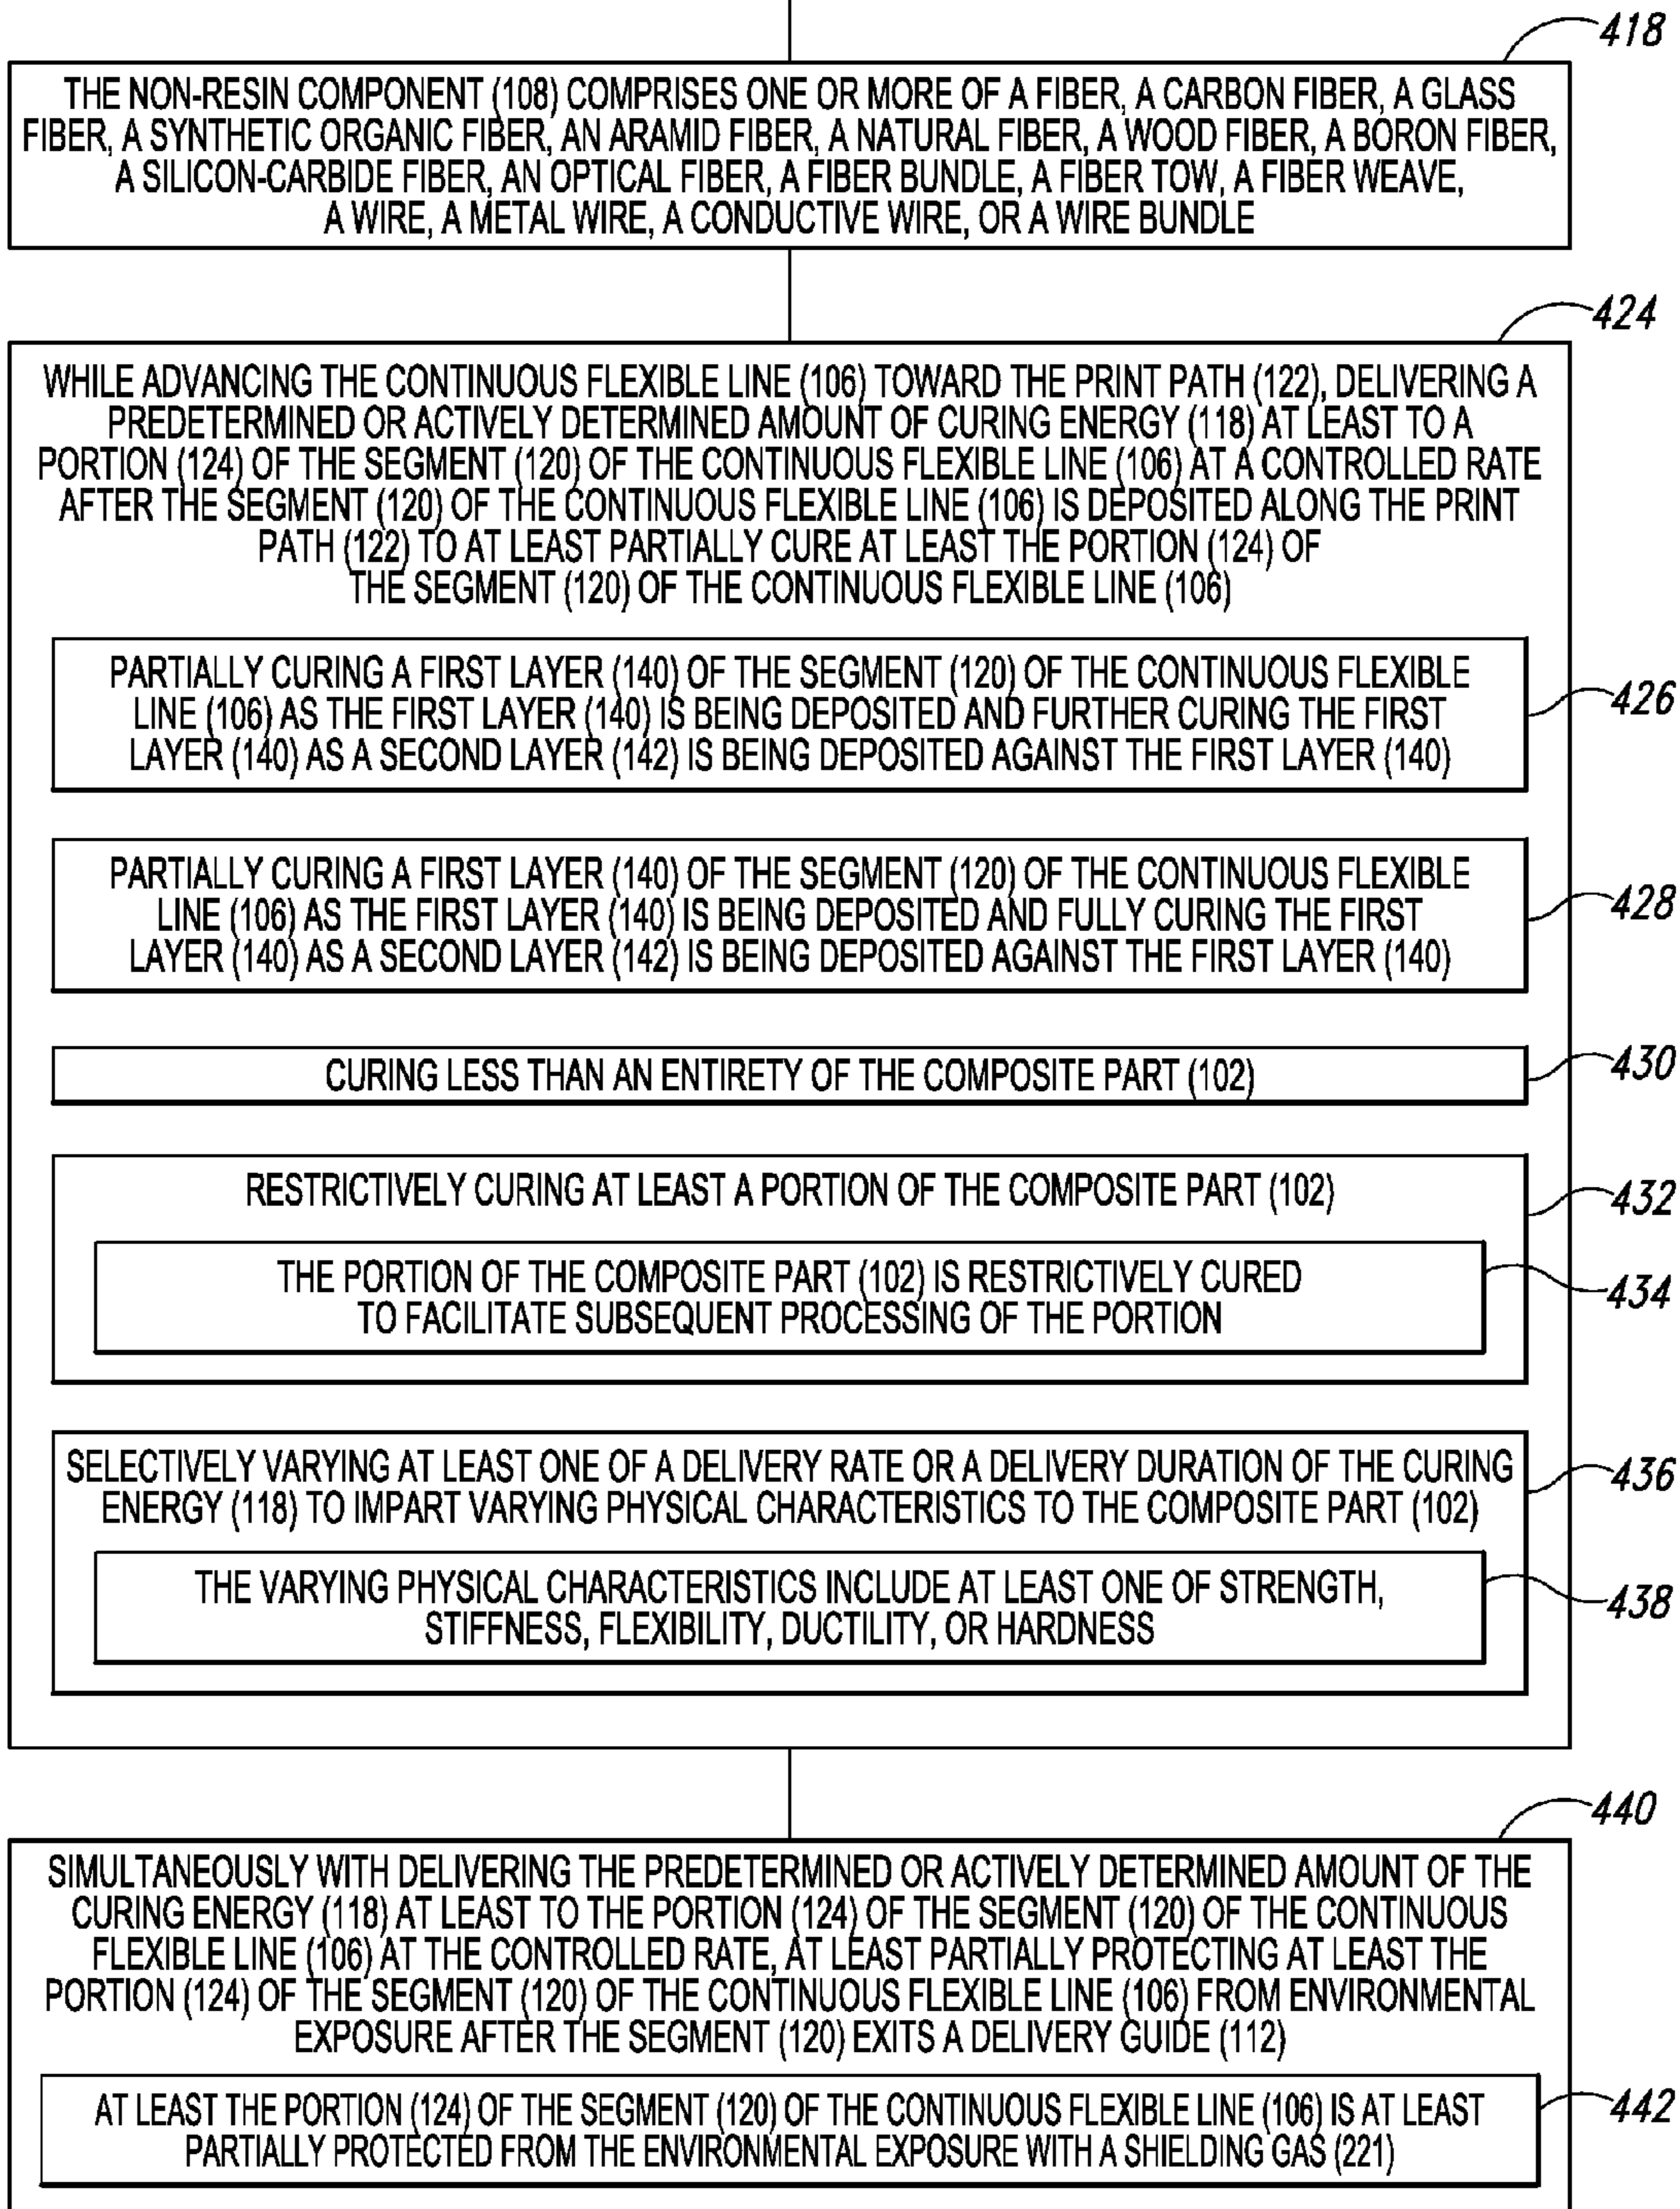 418
THE NON-RESIN COMPONENT (108) COMPRISES ONE OR MORE OF A FIBER, A CARBON FIBER, A GLASS
FIBER, A SYNTHETIC ORGANIC FIBER, AN ARAMID FIBER, A NATURAL FIBER, A WOOD FIBER, A BORON FIBER,
A SILICON-CARBIDE FIBER, AN OPTICAL FIBER, A FIBER BUNDLE, A FIBER TOW, A FIBER WEAVE,
A WIRE, A METAL WIRE, A CONDUCTIVE WIRE, OR A WIRE BUNDLE
424
WHILE ADVANCING THE CONTINUOUS FLEXIBLE LINE (106) TOWARD THE PRINT PATH (122), DELIVERING A
PREDETERMINED OR ACTIVELY DETERMINED AMOUNT OF CURING ENERGY (118) AT LEAST TO A
PORTION (124) OF THE SEGMENT (120) OF THE CONTINUOUS FLEXIBLE LINE (106) AT A CONTROLLED RATE
AFTER THE SEGMENT (120) OF THE CONTINUOUS FLEXIBLE LINE (106) IS DEPOSITED ALONG THE PRINT
PATH (122) TO AT LEAST PARTIALLY CURE AT LEAST THE PORTION (124) OF
THE SEGMENT (120) OF THE CONTINUOUS FLEXIBLE LINE (106)
PARTIALLY CURING A FIRST LAYER (140) OF THE SEGMENT (120) OF THE CONTINUOUS FLEXIBLE
LINE (106) AS THE FIRST LAYER (140) IS BEING DEPOSITED AND FURTHER CURING THE FIRST
LAYER (140) AS A SECOND LAYER (142) IS BEING DEPOSITED AGAINST THE FIRST LAYER (140)
426
PARTIALLY CURING A FIRST LAYER (140) OF THE SEGMENT (120) OF THE CONTINUOUS FLEXIBLE
LINE (106) AS THE FIRST LAYER (140) IS BEING DEPOSITED AND FULLY CURING THE FIRST
LAYER (140) AS A SECOND LAYER (142) IS BEING DEPOSITED AGAINST THE FIRST LAYER (140)
428
CURING LESS THAN AN ENTIRETY OF THE COMPOSITE PART (102)
430
RESTRICTIVELY CURING AT LEAST A PORTION OF THE COMPOSITE PART (102)
432
THE PORTION OF THE COMPOSITE PART (102) IS RESTRICTIVELY CURED
TO FACILITATE SUBSEQUENT PROCESSING OF THE PORTION
434
SELECTIVELY VARYING AT LEAST ONE OF A DELIVERY RATE OR A DELIVERY DURATION OF THE CURING
ENERGY (118) TO IMPART VARYING PHYSICAL CHARACTERISTICS TO THE COMPOSITE PART (102)
436
THE VARYING PHYSICAL CHARACTERISTICS INCLUDE AT LEAST ONE OF STRENGTH,
STIFFNESS, FLEXIBILITY, DUCTILITY, OR HARDNESS
438
440
SIMULTANEOUSLY WITH DELIVERING THE PREDETERMINED OR ACTIVELY DETERMINED AMOUNT OF THE
CURING ENERGY (118) AT LEAST TO THE PORTION (124) OF THE SEGMENT (120) OF THE CONTINUOUS
FLEXIBLE LINE (106) AT THE CONTROLLED RATE, AT LEAST PARTIALLY PROTECTING AT LEAST THE
PORTION (124) OF THE SEGMENT (120) OF THE CONTINUOUS FLEXIBLE LINE (106) FROM ENVIRONMENTAL
EXPOSURE AFTER THE SEGMENT (120) EXITS A DELIVERY GUIDE (112)
AT LEAST THE PORTION (124) OF THE SEGMENT (120) OF THE CONTINUOUS FLEXIBLE LINE (106) IS AT LEAST
PARTIALLY PROTECTED FROM THE ENVIRONMENTAL EXPOSURE WITH A SHIELDING GAS (221)
442